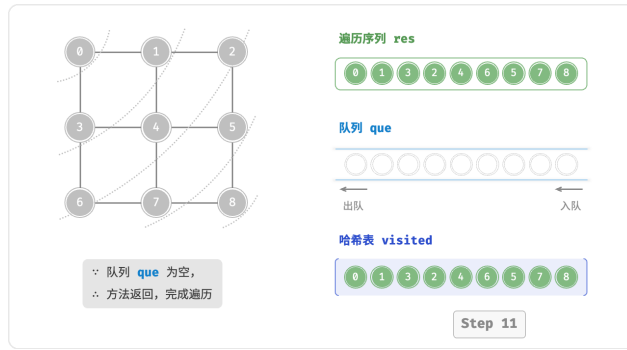 0 1 2
3 4 5
6 7 8
∵ 队列 que 为空，
∴ 方法返回，完成遍历
遍历序列 res
0 1 3 2 4 6 5 7 8
队列 que
出队 入队
哈希表 visited
0 1 3 2 4 6 5 7 8
Step 11